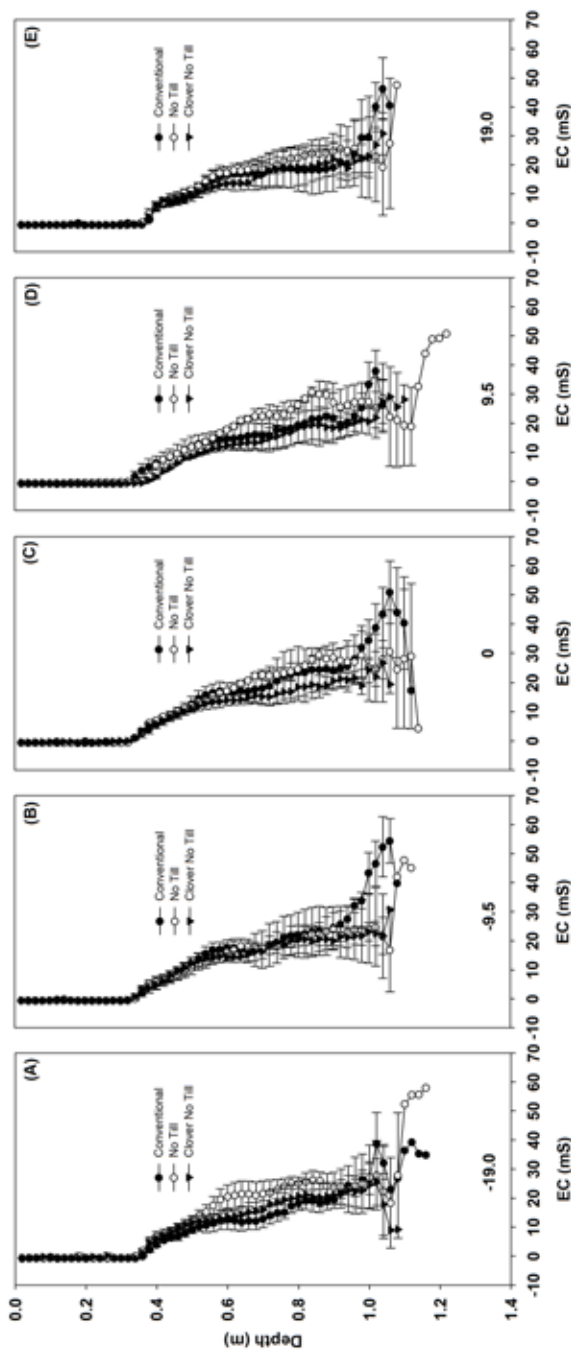 Depth (m)
0.0
0.2
0.4
0.6
0.8
1.0
1.2
1.4
(A)
Conventional
No Till
Clover No Till
-19.0
-10 0 10 20 30 40 50 60 70
EC (mS)
(B)
Conventional
No Till
Clover No Till
-9.5
-10 0 10 20 30 40 50 60 70
EC (mS)
(C)
Conventional
No Till
Clover No Till
0
-10 0 10 20 30 40 50 60 70
EC (mS)
(D)
Conventional
No Till
Clover No Till
9.5
-10 0 10 20 30 40 50 60 70
EC (mS)
(E)
Conventional
No Till
Clover No Till
19.0
-10 0 10 20 30 40 50 60 70
EC (mS)